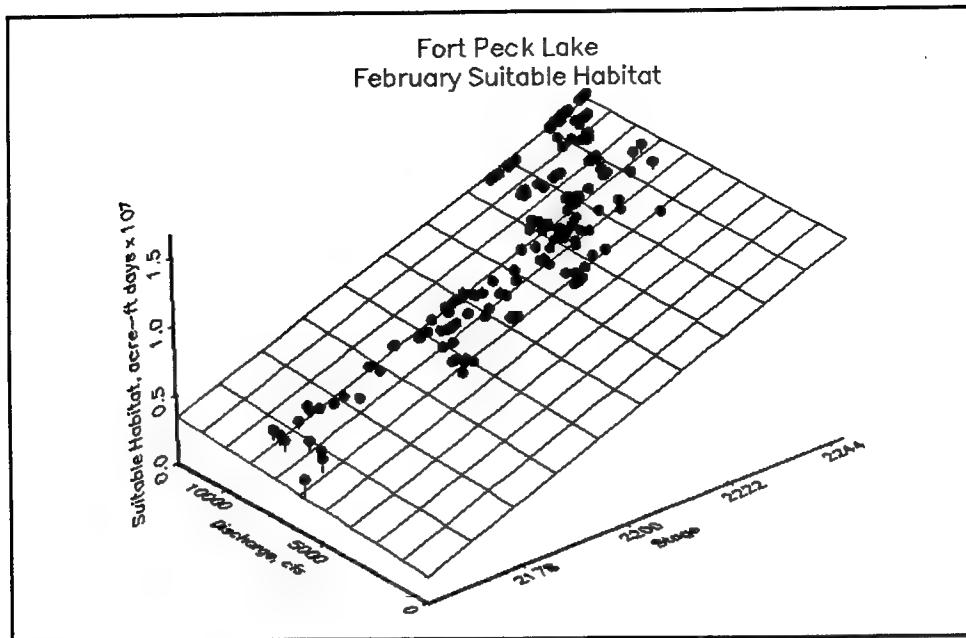 Fort Peck Lake
February Suitable Habitat
Suitable Habitat, acre-ft days x 107
1.5
1.0
0.5
0.0
10000
5000
0
Discharge, cfs
2178
2200
2222
2244
Stage